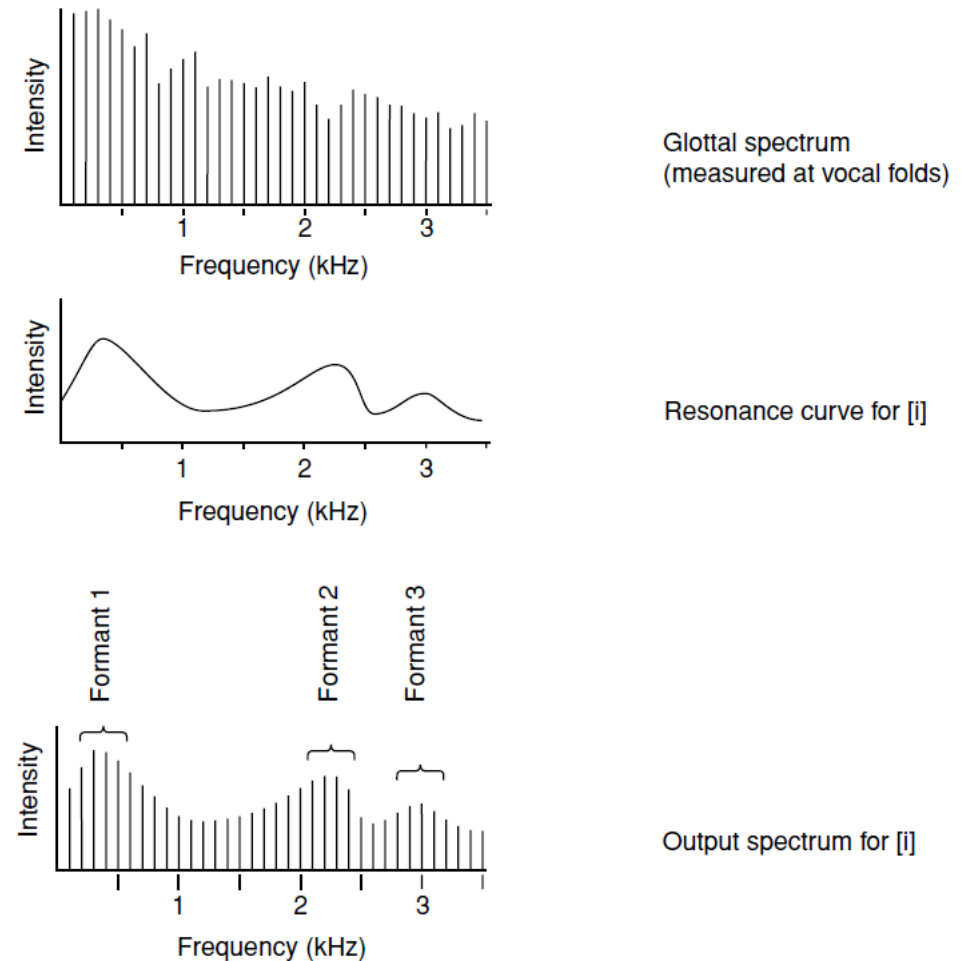 Intensity
1 2 3
Frequency (kHz)
Glottal spectrum
(measured at vocal folds)
Intensity
1 2 3
Frequency (kHz)
Resonance curve for [i]
Formant 1
Formant 2
Formant 3
Intensity
1 2 3
Frequency (kHz)
Output spectrum for [i]